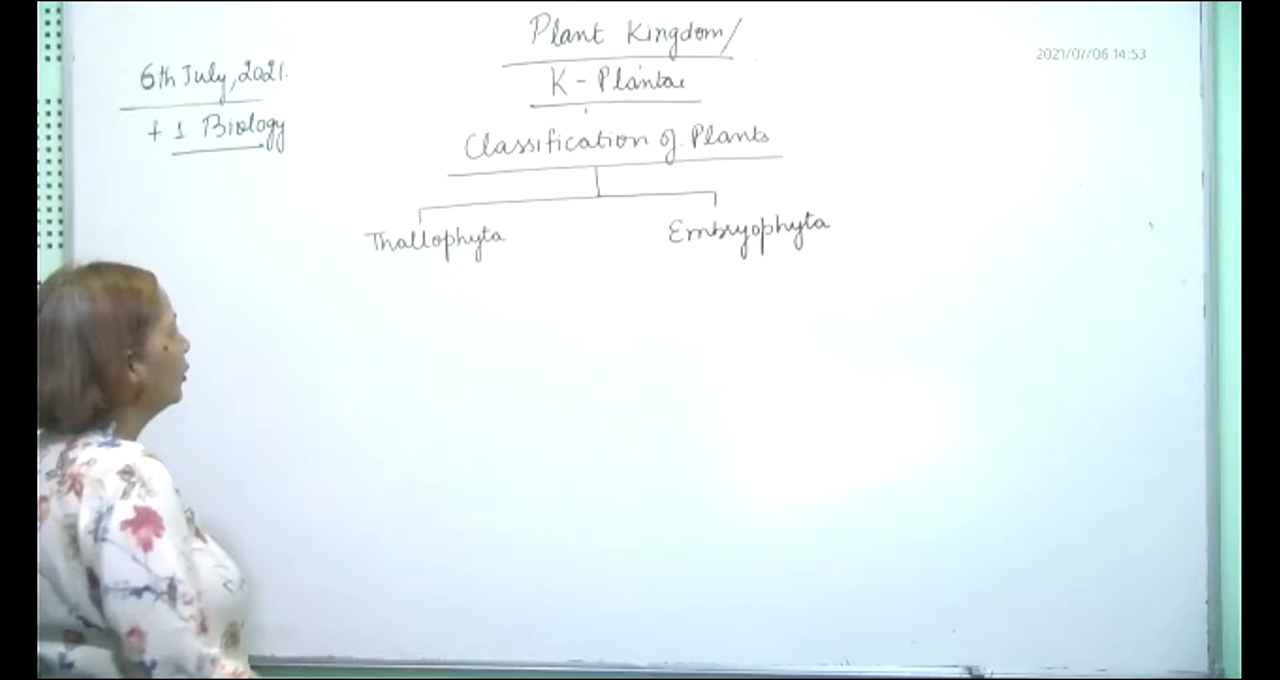 Plant Kingdom/
K - Plantae
2021/07/06 14:53
6th July, 2021.
+ 1 Biology
Classification of Plants
Thallophyta
Embryophyta